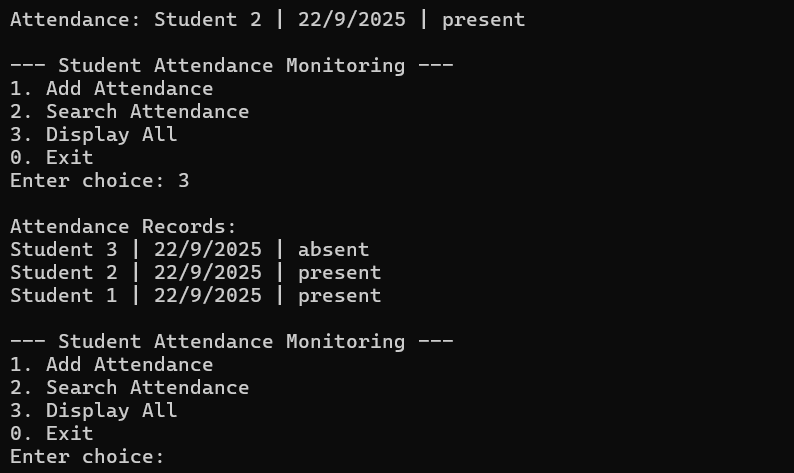 Attendance: Student 2 | 22/9/2025 | present
--- Student Attendance Monitoring ---
1. Add Attendance
2. Search Attendance
3. Display All
0. Exit
Enter choice: 3
Attendance Records:
Student 3 | 22/9/2025 | absent
Student 2 | 22/9/2025 | present
Student 1 | 22/9/2025 | present
--- Student Attendance Monitoring ---
1. Add Attendance
2. Search Attendance
3. Display All
0. Exit
Enter choice: